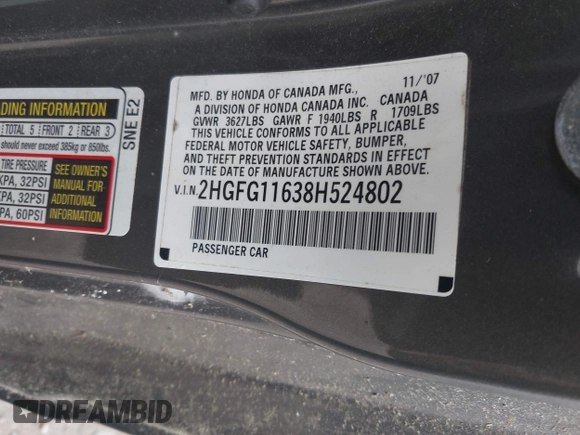 MFD. BY HONDA OF CANADA MFG., 11/'07
A DIVISION OF HONDA CANADA INC. CANADA
GVWR 3627LBS GAWR F 1940LBS R 1709LBS
THIS VEHICLE CONFORMS TO ALL APPLICABLE
FEDERAL MOTOR VEHICLE SAFETY, BUMPER,
AND THEFT PREVENTION STANDARDS IN EFFECT
ON THE DATE OF MANUFACTURE SHOWN ABOVE.
V.I.N. 2HGFG11638H524802
PASSENGER CAR
DING INFORMATION
TOTAL 5 FRONT 2 REAR 3
should never exceed 385kg or 850lbs.
TIRE PRESSURE
KPA, 32PSI
KPA, 32PSI
PA, 60PSI
SEE OWNER'S
MANUAL FOR
ADDITIONAL
INFORMATION
SNE E2
DREAMBID